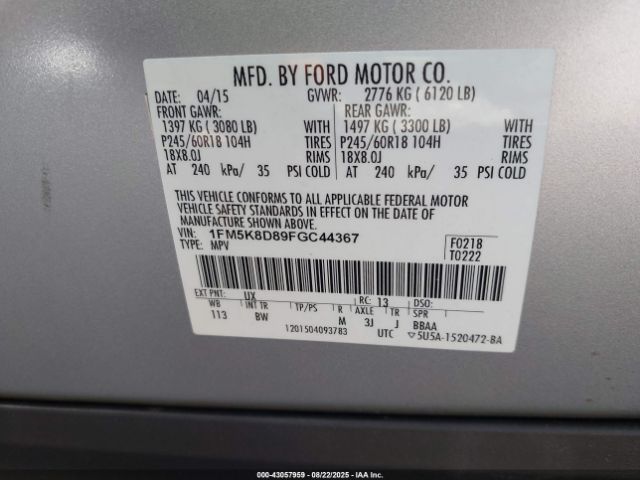 MFD. BY FORD MOTOR CO.
DATE: 04/15 GVWR: 2776 KG ( 6120 LB)
FRONT GAWR: REAR GAWR:
1397 KG ( 3080 LB) WITH 1497 KG ( 3300 LB) WITH
P245/60R18 104H TIRES P245/60R18 104H TIRES
18X8.0J RIMS 18X8.0J RIMS
AT 240 kPa/ 35 PSI COLD AT 240 kPa/ 35 PSI COLD
THIS VEHICLE CONFORMS TO ALL APPLICABLE FEDERAL MOTOR
VEHICLE SAFETY STANDARDS IN EFFECT ON THE DATE OF
MANUFACTURE SHOWN ABOVE.
VIN: 1FM5K8D89FGC44367 F0218
TYPE: MPV T0222
EXT PNT: UX RC: 13 DSO:
WB INT TR TP/PS R AXLE TR SPR
113 BW M 3J J BBAA
1201504093783 UTC ▽5U5A-1520472-BA
000-43057959 - 08/22/2025 - IAA Inc.